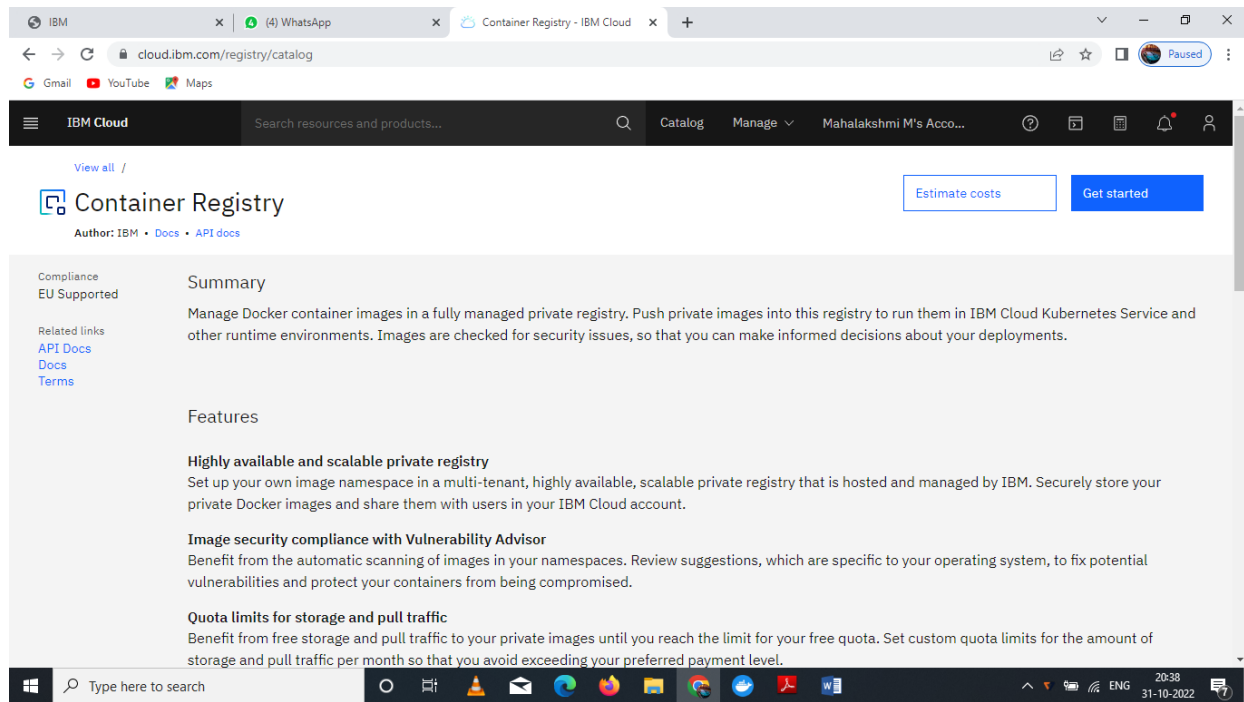 IBM
4
(4) WhatsApp
Container Registry - IBM Cloud
cloud.ibm.com/registry/catalog
Paused
Gmail
YouTube
Maps
IBM Cloud
Search resources and products...
Catalog
Manage
Mahalakshmi M's Acco...
View all /
Container Registry
Estimate costs
Get started
Author: IBM • Docs • API docs
Compliance
EU Supported
Related links
API Docs
Docs
Terms
Summary
Manage Docker container images in a fully managed private registry. Push private images into this registry to run them in IBM Cloud Kubernetes Service and
other runtime environments. Images are checked for security issues, so that you can make informed decisions about your deployments.
Features
Highly available and scalable private registry
Set up your own image namespace in a multi-tenant, highly available, scalable private registry that is hosted and managed by IBM. Securely store your
private Docker images and share them with users in your IBM Cloud account.
Image security compliance with Vulnerability Advisor
Benefit from the automatic scanning of images in your namespaces. Review suggestions, which are specific to your operating system, to fix potential
vulnerabilities and protect your containers from being compromised.
Quota limits for storage and pull traffic
Benefit from free storage and pull traffic to your private images until you reach the limit for your free quota. Set custom quota limits for the amount of
storage and pull traffic per month so that you avoid exceeding your preferred payment level.
Type here to search
ENG
20:38
31-10-2022
7